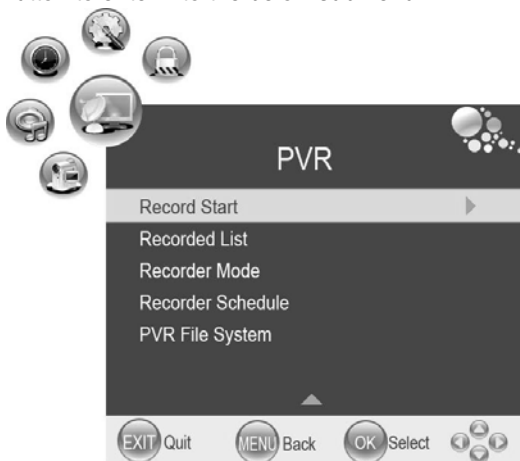 PVR
Record Start
Recorded List
Recorder Mode
Recorder Schedule
PVR File System
EXIT Quit MENU Back OK Select